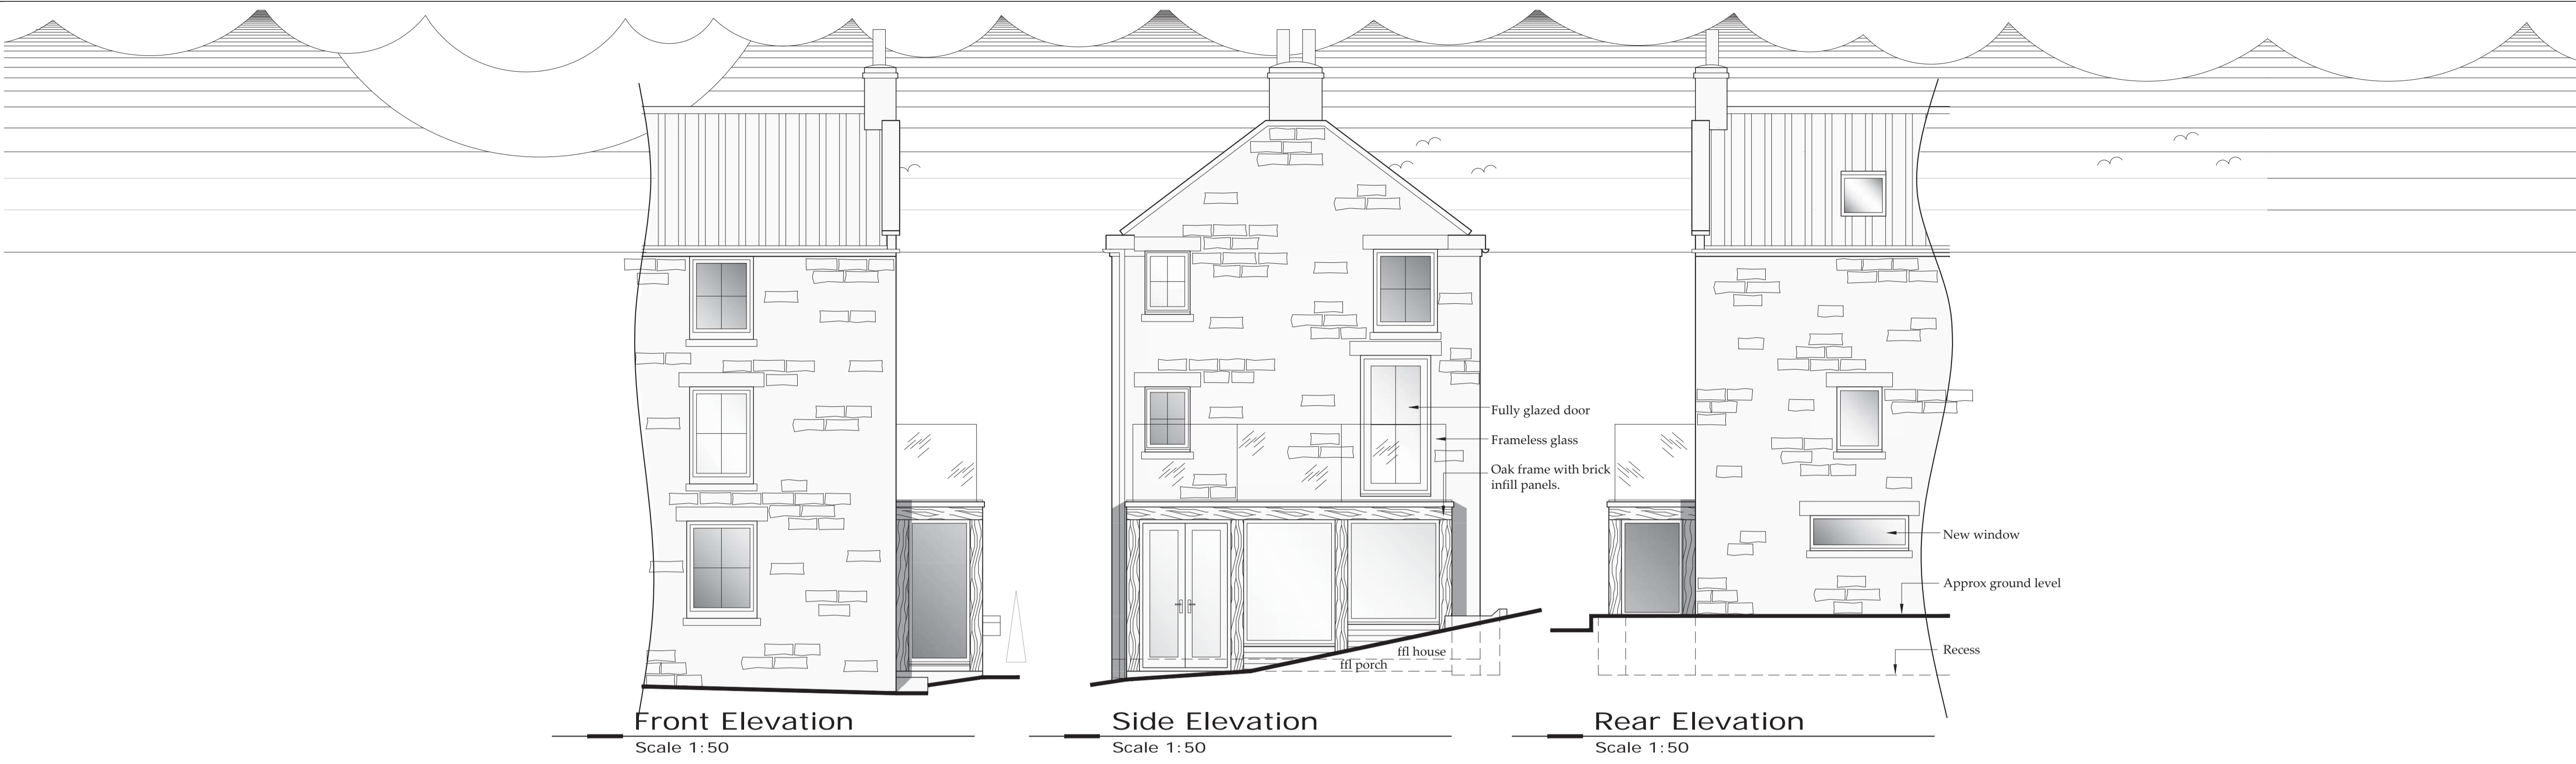 Fully glazed door
Frameless glass
Oak frame with brick
infill panels.
New window
Approx ground level
Recess
ffl house
ffl porch
Front Elevation
Scale 1:50
Side Elevation
Scale 1:50
Rear Elevation
Scale 1:50